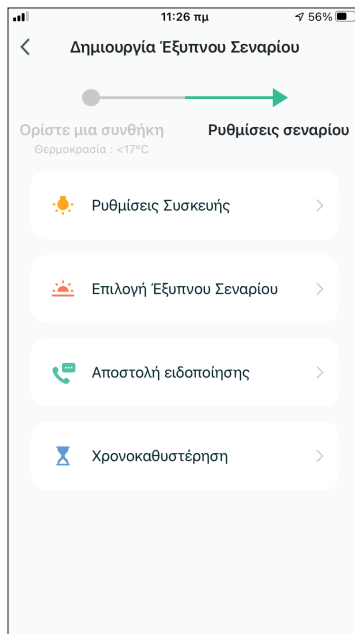 11:26 πμ 56%
Δημιουργία Έξυπνου Σεναρίου
Ορίστε μια συνθήκη Ρυθμίσεις σεναρίου
Θερμοκρασία : <17°C
Ρυθμίσεις Συσκευής
Επιλογή Έξυπνου Σεναρίου
Αποστολή ειδοποίησης
Χρονοκαθυστέρηση